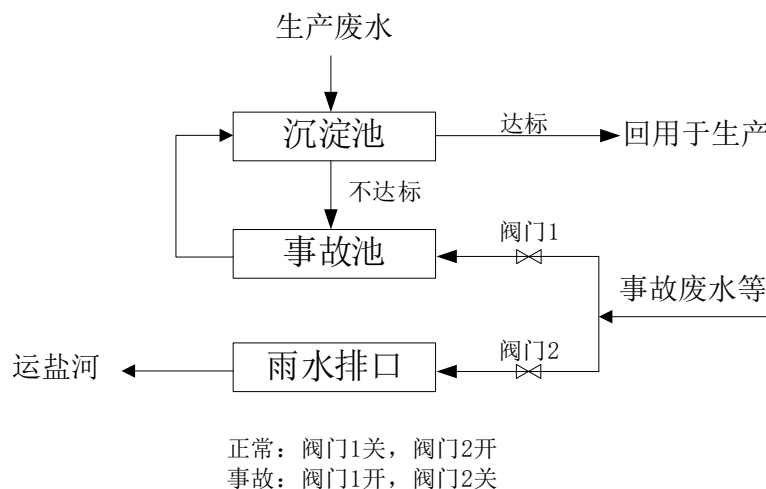 生产废水
沉淀池
达标
回用于生产
不达标
事故池
阀门1
事故废水等
运盐河
雨水排口
阀门2
正常：阀门1关，阀门2开
事故：阀门1开，阀门2关